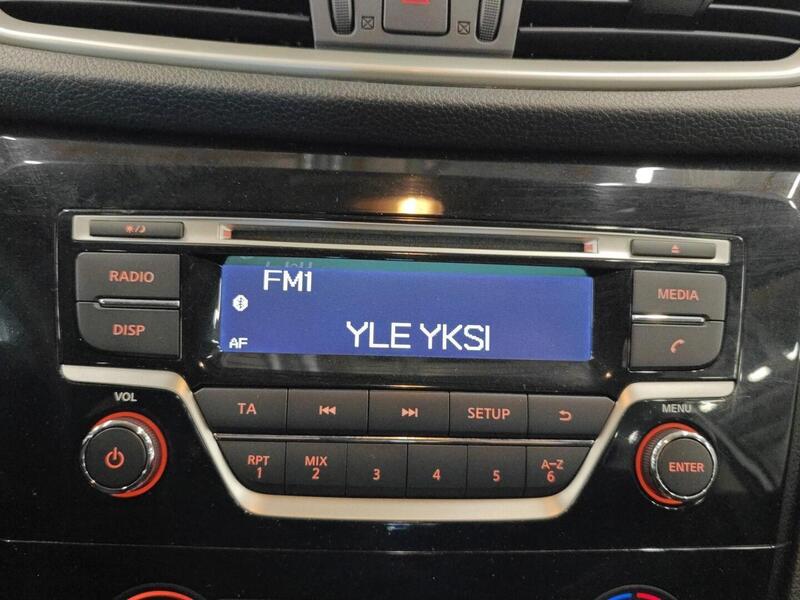 RADIO
DISP
FM1
AF
YLE YKSI
MEDIA
VOL
MENU
TA
SETUP
RPT
1
MIX
2
3
4
5
A-Z
6
ENTER